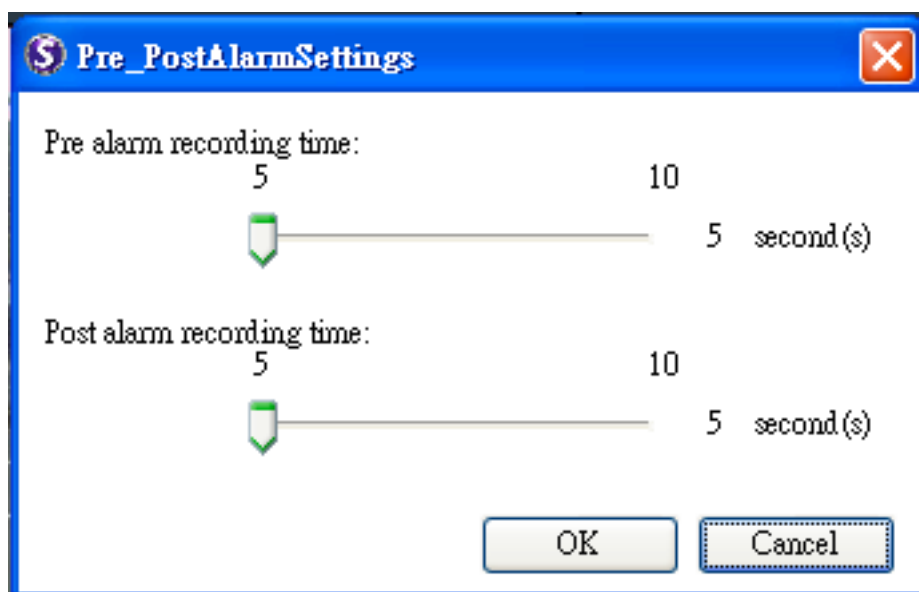 S Pre_PostAlarmSettings
Pre alarm recording time:
5 10
5 second(s)
Post alarm recording time:
5 10
5 second(s)
OK Cancel